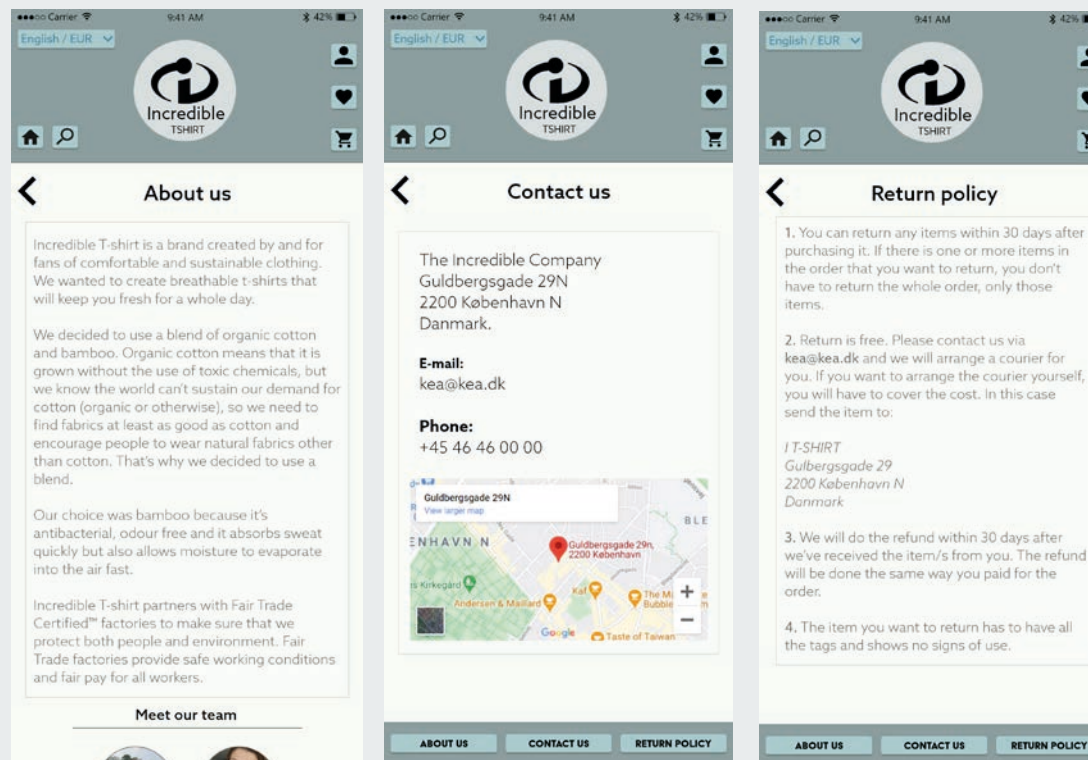 Carrier
9:41 AM
42%
English / EUR
Incredible
TSHIRT
About us
Incredible T-shirt is a brand created by and for
fans of comfortable and sustainable clothing.
We wanted to create breathable t-shirts that
will keep you fresh for a whole day.
We decided to use a blend of organic cotton
and bamboo. Organic cotton means that it is
grown without the use of toxic chemicals, but
we know the world can't sustain our demand for
cotton (organic or otherwise), so we need to
find fabrics at least as good as cotton and
encourage people to wear natural fabrics other
than cotton. That's why we decided to use a
blend.
Our choice was bamboo because it's
antibacterial, odour free and it absorbs sweat
quickly but also allows moisture to evaporate
into the air fast.
Incredible T-shirt partners with Fair Trade
Certified™ factories to make sure that we
protect both people and environment. Fair
Trade factories provide safe working conditions
and fair pay for all workers.
Meet our team
Carrier
9:41 AM
42%
English / EUR
Incredible
TSHIRT
Contact us
The Incredible Company
Guldbergsgade 29N
2200 København N
Danmark.
E-mail:
kea@kea.dk
Phone:
+45 46 46 00 00
Guldbergsgade 29N
View larger map
BLE
ENHAVN N
Guldbergsgade 29n,
2200 København
s Kirkegård
Andersen & Maillard
Kaf
The M
Bubble
Google
Taste of Taiwan
ABOUT US
CONTACT US
RETURN POLICY
Carrier
9:41 AM
42%
English / EUR
Incredible
TSHIRT
Return policy
1. You can return any items within 30 days after
purchasing it. If there is one or more items in
the order that you want to return, you don't
have to return the whole order, only those
items.
2. Return is free. Please contact us via
kea@kea.dk and we will arrange a courier for
you. If you want to arrange the courier yourself,
you will have to cover the cost. In this case
send the item to:
I T-SHIRT
Gulbergsgade 29
2200 København N
Danmark
3. We will do the refund within 30 days after
we've received the item/s from you. The refund
will be done the same way you paid for the
order.
4. The item you want to return has to have all
the tags and shows no signs of use.
ABOUT US
CONTACT US
RETURN POLICY